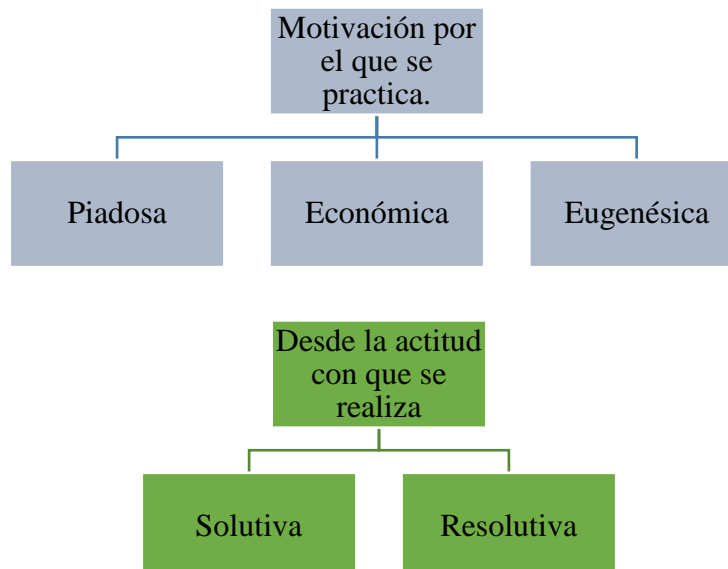 Motivación por
el que se
practica.
Piadosa
Económica
Eugenésica
Desde la actitud
con que se
realiza
Solutiva
Resolutiva